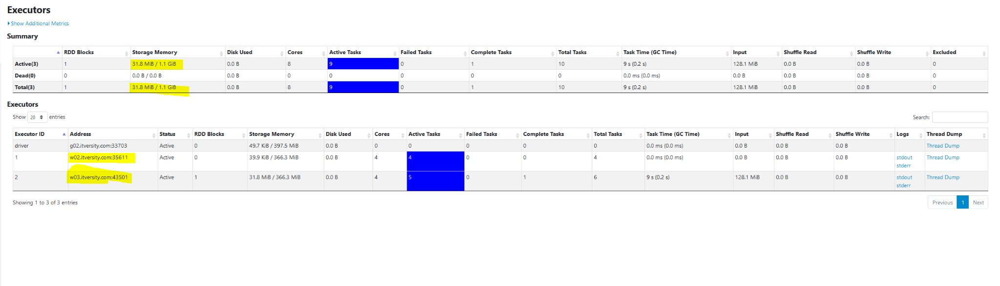 Executors
Show Additional Metrics
Summary
RDD Blocks Storage Memory Disk Used Cores Active Tasks Failed Tasks Complete Tasks Total Tasks Task Time (GC Time) Input Shuffle Read Shuffle Write Excluded
Active(3) 1 31.8 MiB / 1.1 GiB 0.0 B 8 9 0 1 10 9 s (0.2 s) 128.1 MiB 0.0 B 0.0 B 0
Dead(0) 0 0.0 B / 0.0 B 0.0 B 0 0 0 0 0 0.0 ms (0.0 ms) 0.0 B 0.0 B 0.0 B 0
Total(3) 1 31.8 MiB / 1.1 GiB 0.0 B 8 9 0 1 10 9 s (0.2 s) 128.1 MiB 0.0 B 0.0 B 0
Executors
Show 20 entries Search:
Executor ID Address Status RDD Blocks Storage Memory Disk Used Cores Active Tasks Failed Tasks Complete Tasks Total Tasks Task Time (GC Time) Input Shuffle Read Shuffle Write Logs Thread Dump
driver g02.itversity.com:33703 Active 0 49.7 KiB / 397.5 MiB 0.0 B 0 0 0 0 0 0.0 ms (0.0 ms) 0.0 B 0.0 B 0.0 B Thread Dump
1 w02.itversity.com:35611 Active 0 39.9 KiB / 366.3 MiB 0.0 B 4 4 0 0 4 0.0 ms (0.0 ms) 0.0 B 0.0 B 0.0 B stdout Thread Dump
stderr
2 w03.itversity.com:43501 Active 1 31.8 MiB / 366.3 MiB 0.0 B 4 5 0 1 6 9 s (0.2 s) 128.1 MiB 0.0 B 0.0 B stdout Thread Dump
stderr
Showing 1 to 3 of 3 entries Previous 1 Next